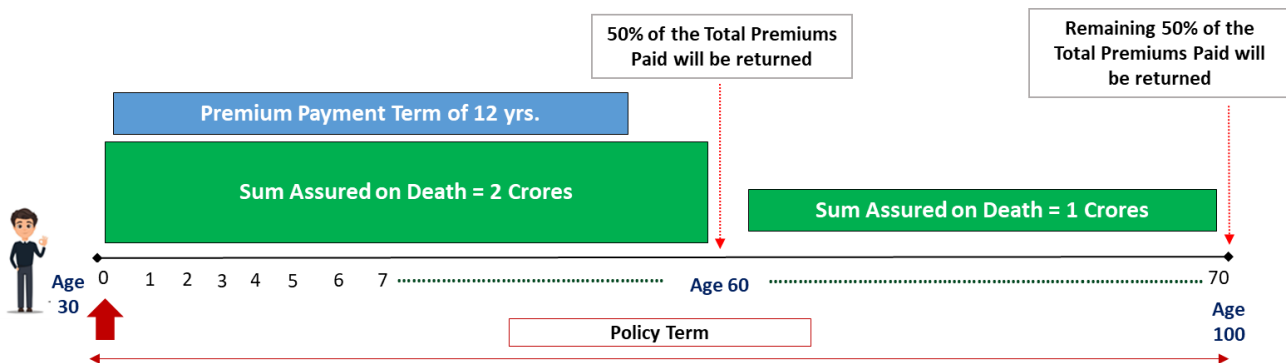 50% of the Total Premiums
Paid will be returned
Remaining 50% of the
Total Premiums Paid will
be returned
Premium Payment Term of 12 yrs.
Sum Assured on Death = 2 Crores
Sum Assured on Death = 1 Crores
Age
30
0 1 2 3 4 5 6 7 Age 60 70
Age
100
Policy Term